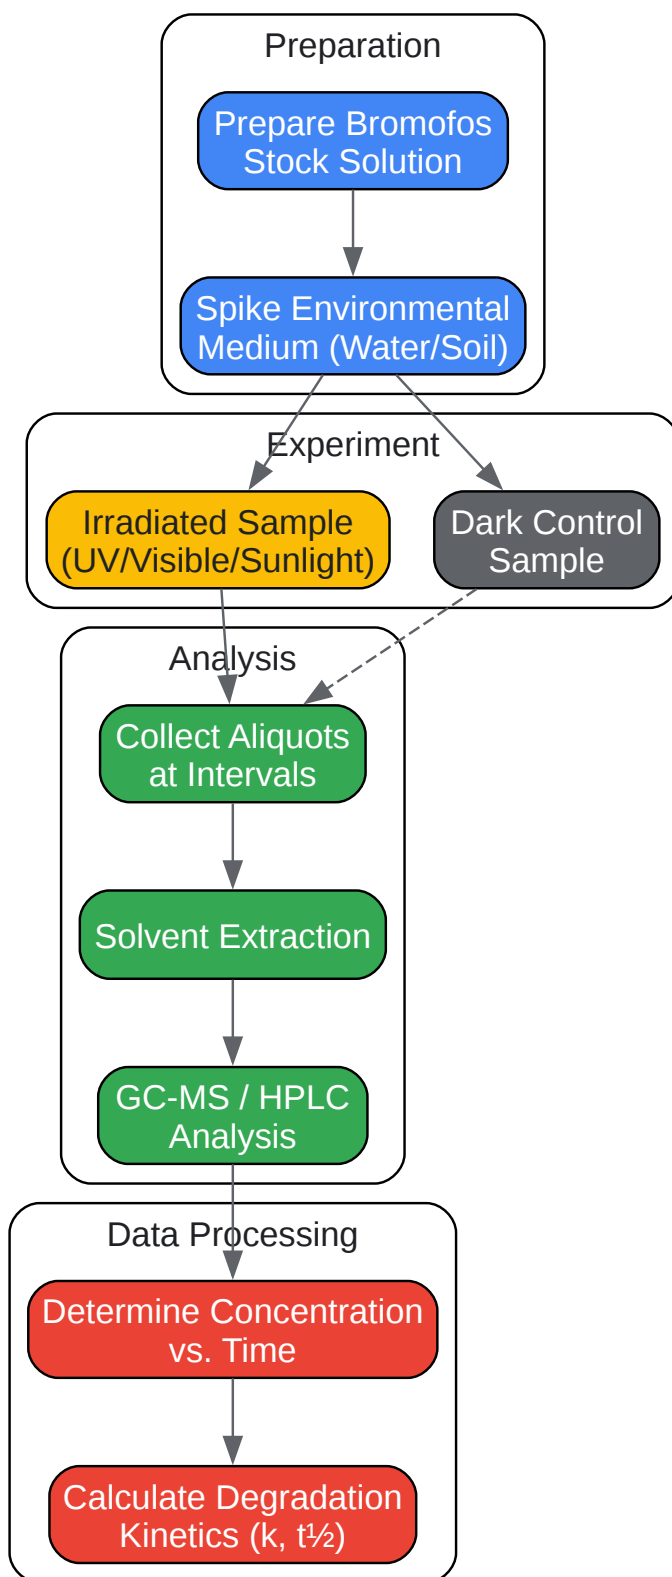 Preparation
Prepare Bromofos
Stock Solution
Spike Environmental
Medium (Water/Soil)
Experiment
Irradiated Sample
(UV/Visible/Sunlight)
Dark Control
Sample
Analysis
Collect Aliquots
at Intervals
Solvent Extraction
GC-MS / HPLC
Analysis
Data Processing
Determine Concentration
vs. Time
Calculate Degradation
Kinetics (k, t½)